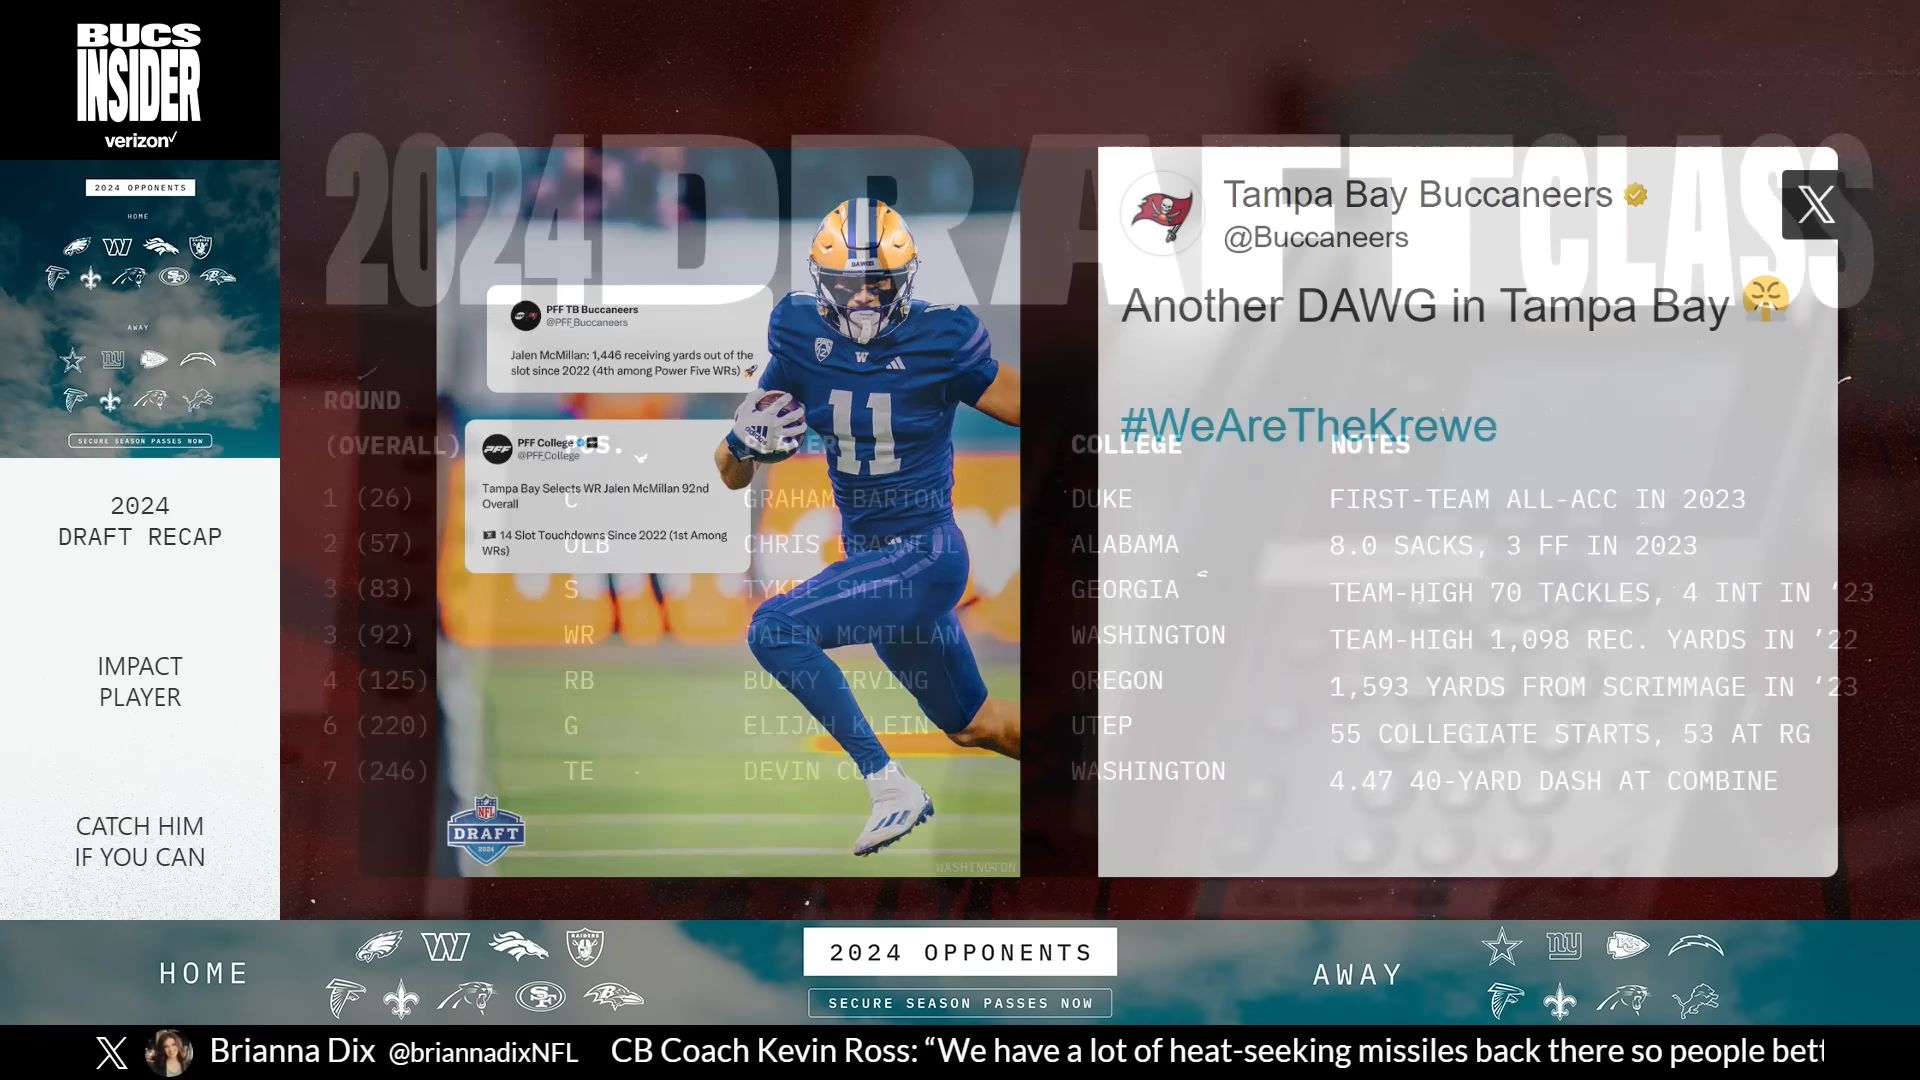 BUCS
INSIDER
verizon
2024 OPPONENTS
HOME
AWAY
SECURE SEASON PASSES NOW
2024
DRAFT RECAP
IMPACT
PLAYER
CATCH HIM
IF YOU CAN
2024 DRAFT CLASS
PFF TB Buccaneers
@PFF_Buccaneers
Jalen McMillan: 1,446 receiving yards out of the
slot since 2022 (4th among Power Five WRs) 🚀
PFF College
@PFF_College
Tampa Bay Selects WR Jalen McMillan 92nd
Overall
14 Slot Touchdowns Since 2022 (1st Among
WRs)
DAWGS
W
11
NFL
DRAFT
2024
WASHINGTON
Tampa Bay Buccaneers
@Buccaneers
X
Another DAWG in Tampa Bay 😤
#WeAreTheKrewe
ROUND
(OVERALL) POS. PLAYER COLLEGE NOTES
1 (26) C GRAHAM BARTON DUKE FIRST-TEAM ALL-ACC IN 2023
2 (57) OLB CHRIS BRASWELL ALABAMA 8.0 SACKS, 3 FF IN 2023
3 (83) S TYKEE SMITH GEORGIA TEAM-HIGH 70 TACKLES, 4 INT IN ‘23
3 (92) WR JALEN MCMILLAN WASHINGTON TEAM-HIGH 1,098 REC. YARDS IN ’22
4 (125) RB BUCKY IRVING OREGON 1,593 YARDS FROM SCRIMMAGE IN ‘23
6 (220) G ELIJAH KLEIN UTEP 55 COLLEGIATE STARTS, 53 AT RG
7 (246) TE DEVIN CULP WASHINGTON 4.47 40-YARD DASH AT COMBINE
HOME
2024 OPPONENTS
SECURE SEASON PASSES NOW
AWAY
X Brianna Dix @briannadixNFL CB Coach Kevin Ross: “We have a lot of heat-seeking missiles back there so people bett